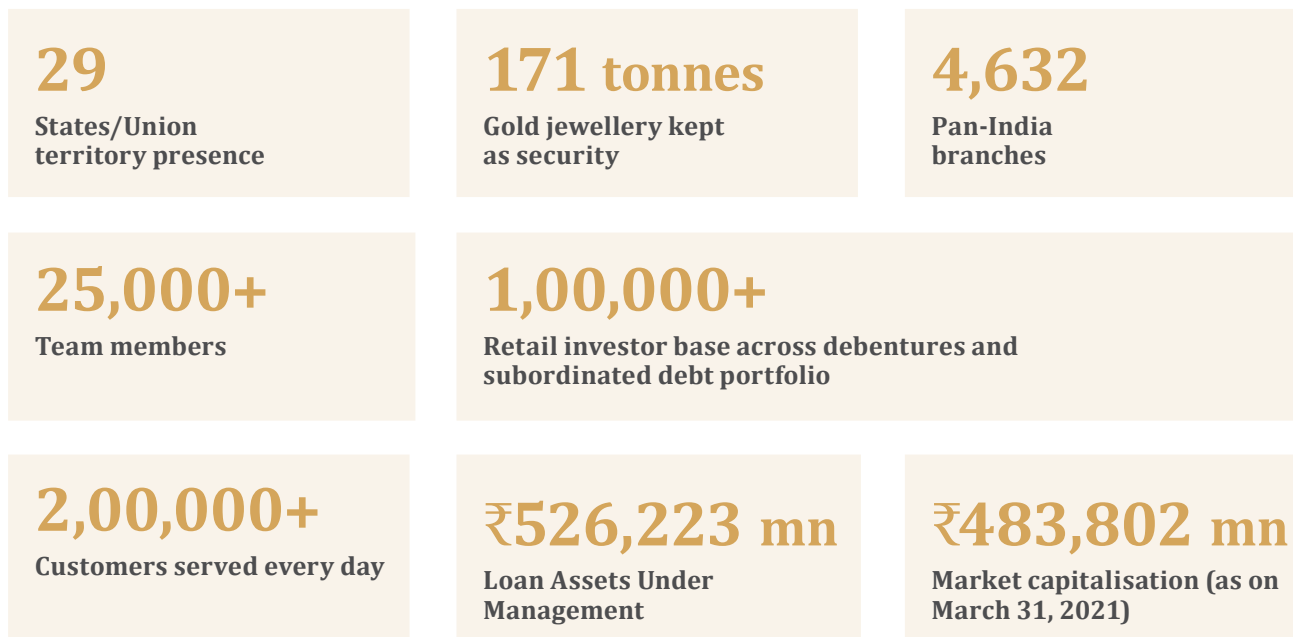 29
States/Union
territory presence
171 tonnes
Gold jewellery kept
as security
4,632
Pan-India
branches
25,000+
Team members
1,00,000+
Retail investor base across debentures and
subordinated debt portfolio
2,00,000+
Customers served every day
₹526,223 mn
Loan Assets Under
Management
₹483,802 mn
Market capitalisation (as on
March 31, 2021)